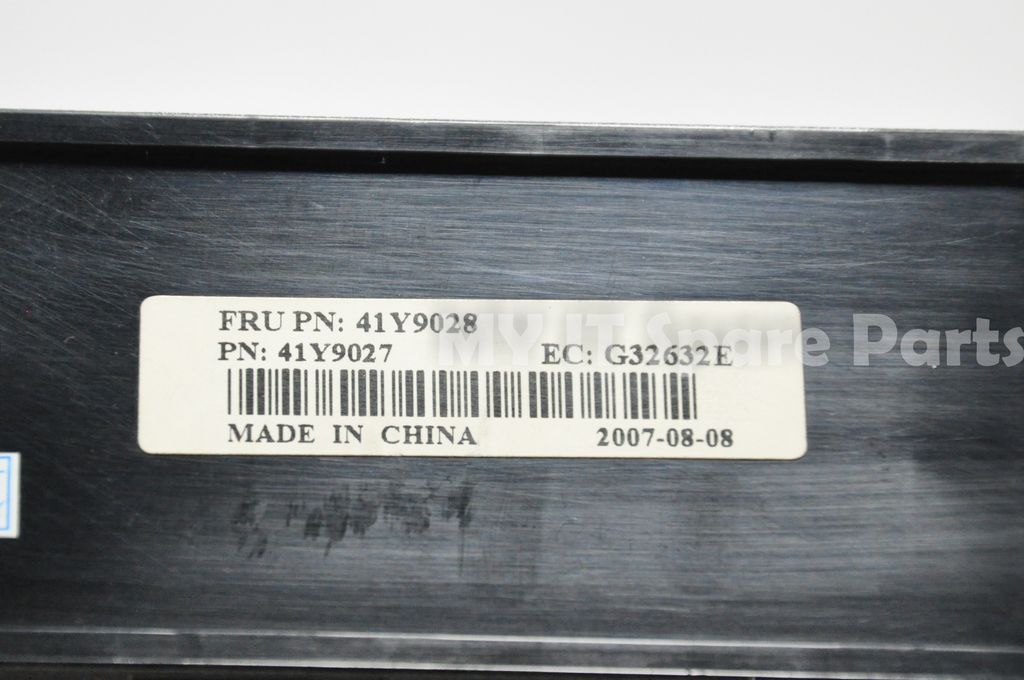 FRU PN: 41Y9028
PN: 41Y9027 EC: G32632E
MY IT Spare Parts
MADE IN CHINA 2007-08-08